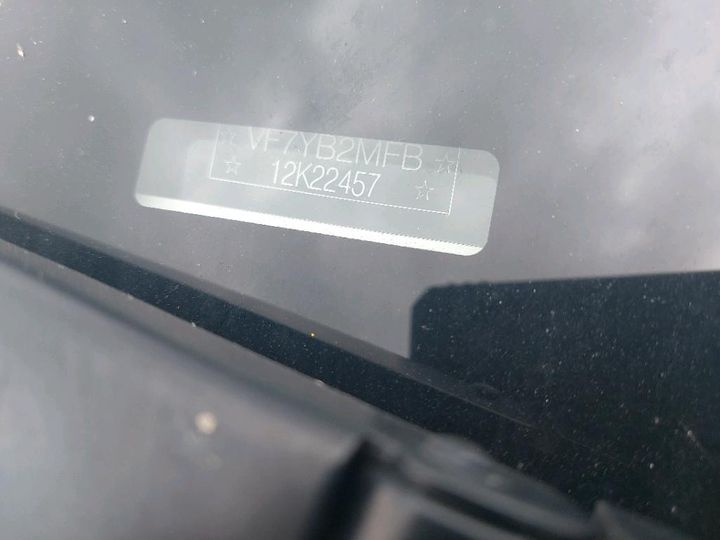 ☆ VF7YB2MFB ☆
☆ 12K22457 ☆